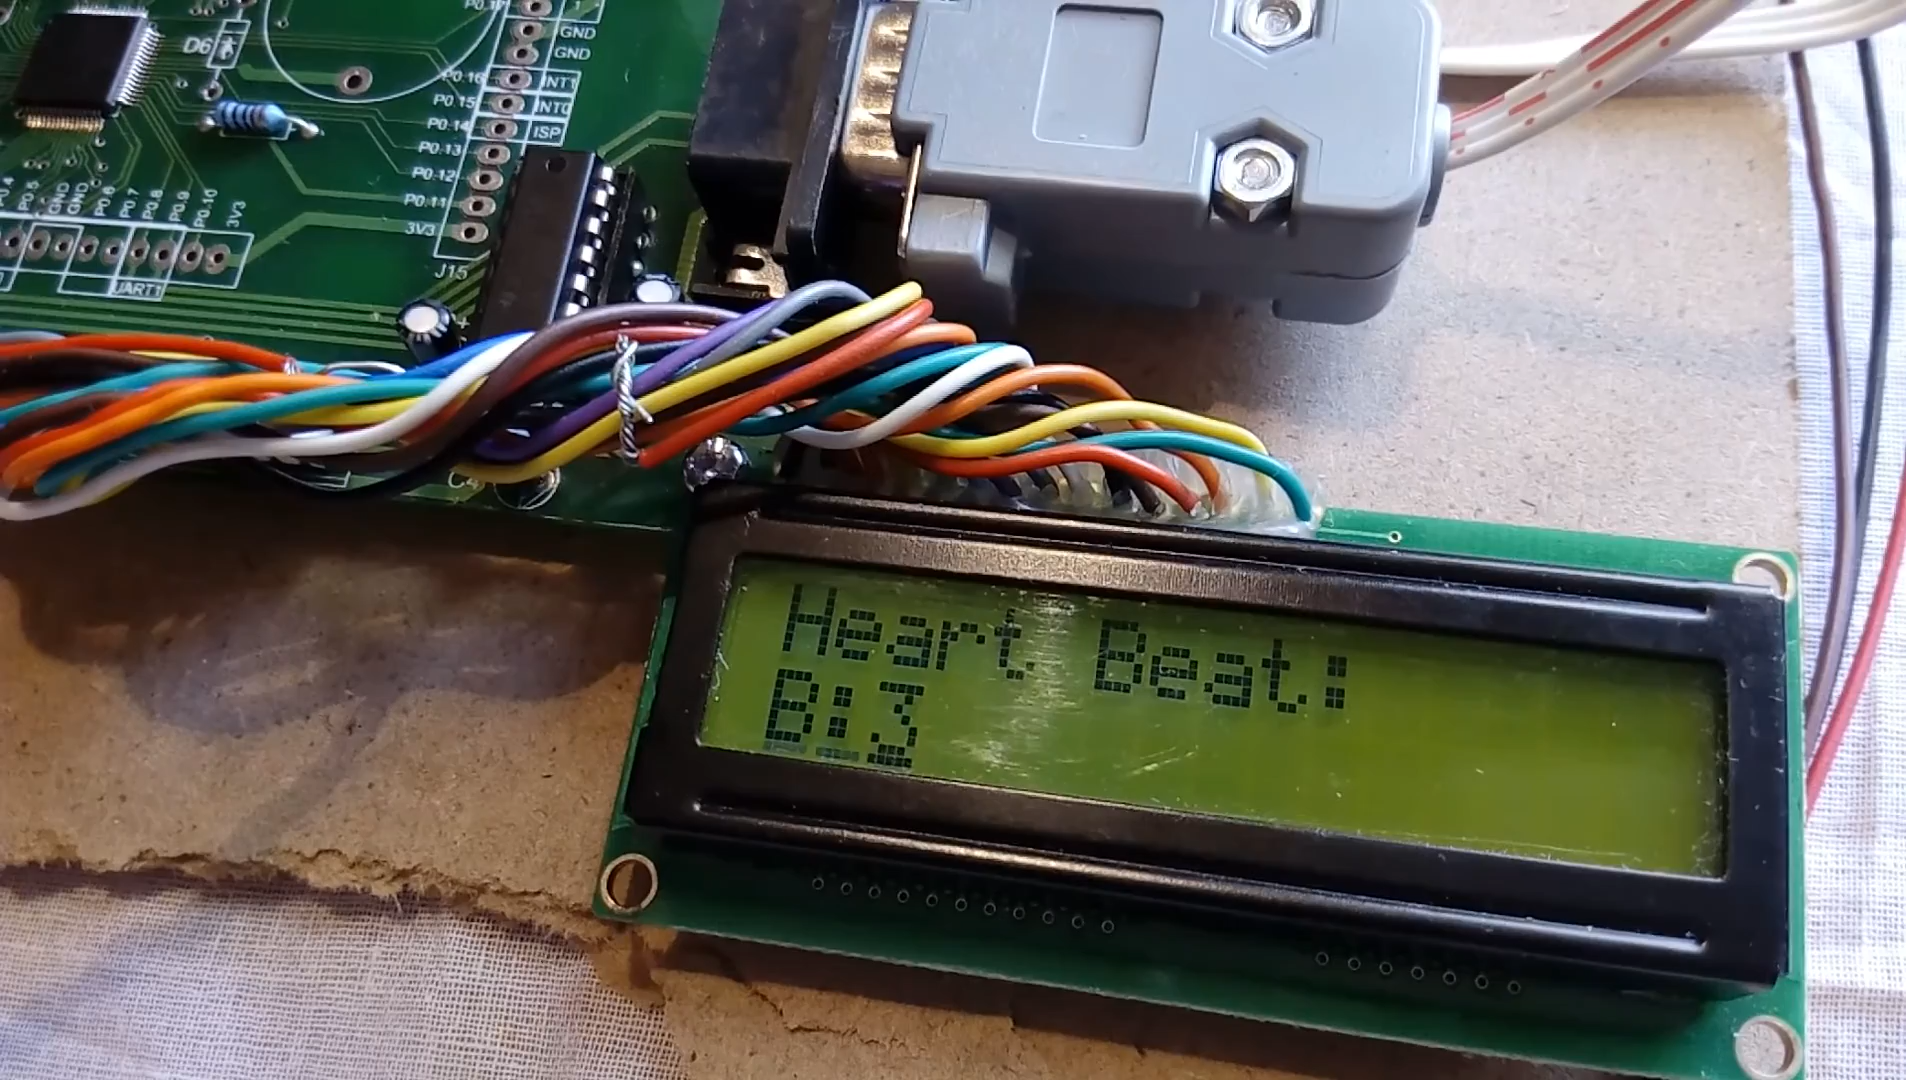 P0.17
GND
GND
D6
P0.16 INT1
P0.15 INT0
P0.14 ISP
P0.13
P0.12
P0.11
3V3
J15
P0.4
P0.5
GND
GND
P0.6
P0.7
P0.8
P0.9
P0.10
3V3
UART1
C4
Heart Beat:
B:3